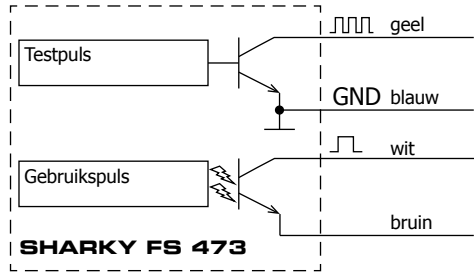 geel
Testpuls
GND blauw
wit
Gebruikspuls
bruin
SHARKY FS 473